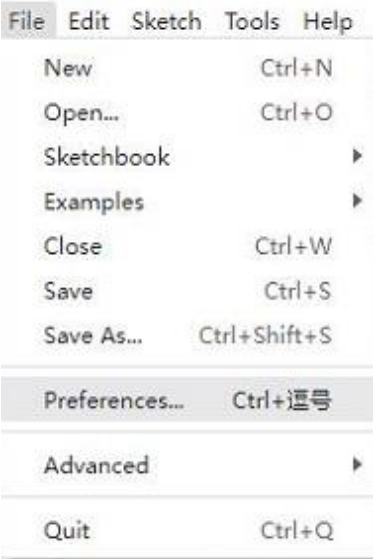 File Edit Sketch Tools Help
New Ctrl+N
Open... Ctrl+O
Sketchbook
Examples
Close Ctrl+W
Save Ctrl+S
Save As... Ctrl+Shift+S
Preferences... Ctrl+逗号
Advanced
Quit Ctrl+Q